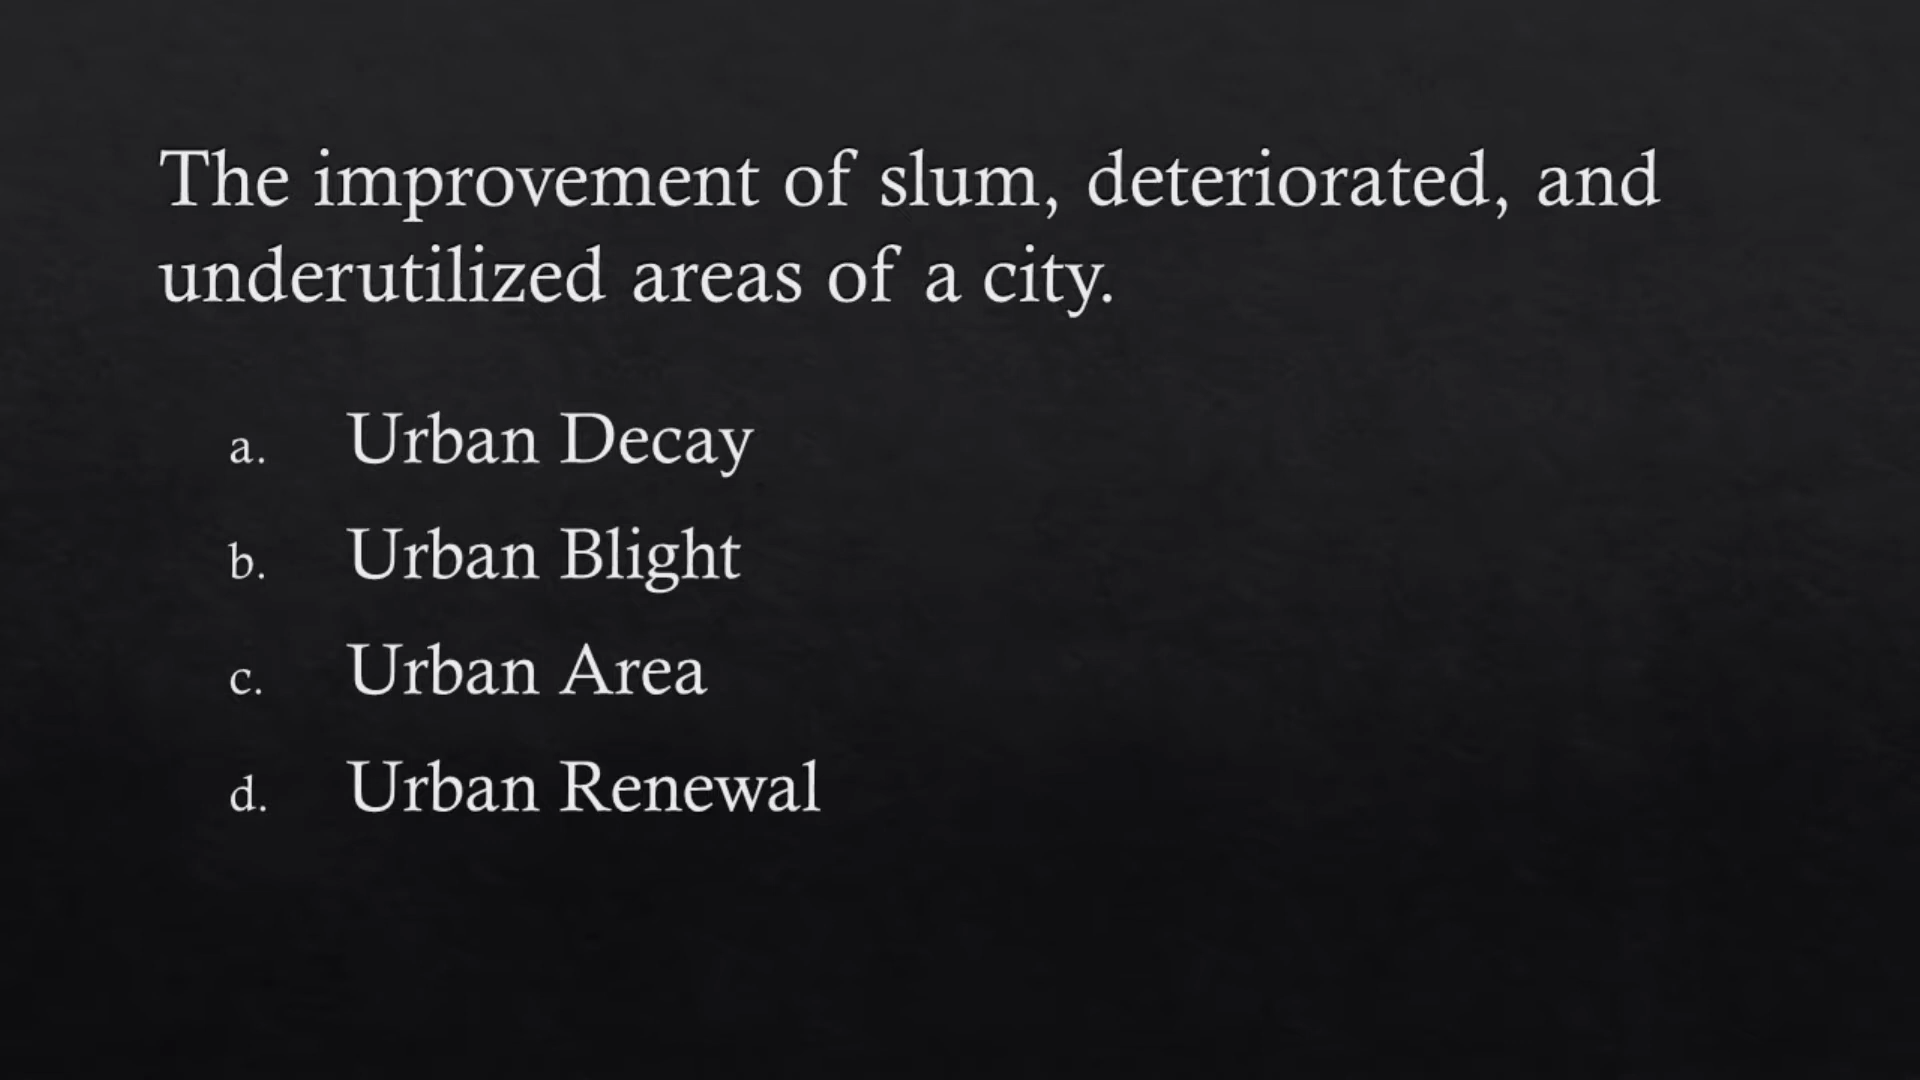 The improvement of slum, deteriorated, and
underutilized areas of a city.
a. Urban Decay
b. Urban Blight
c. Urban Area
d. Urban Renewal